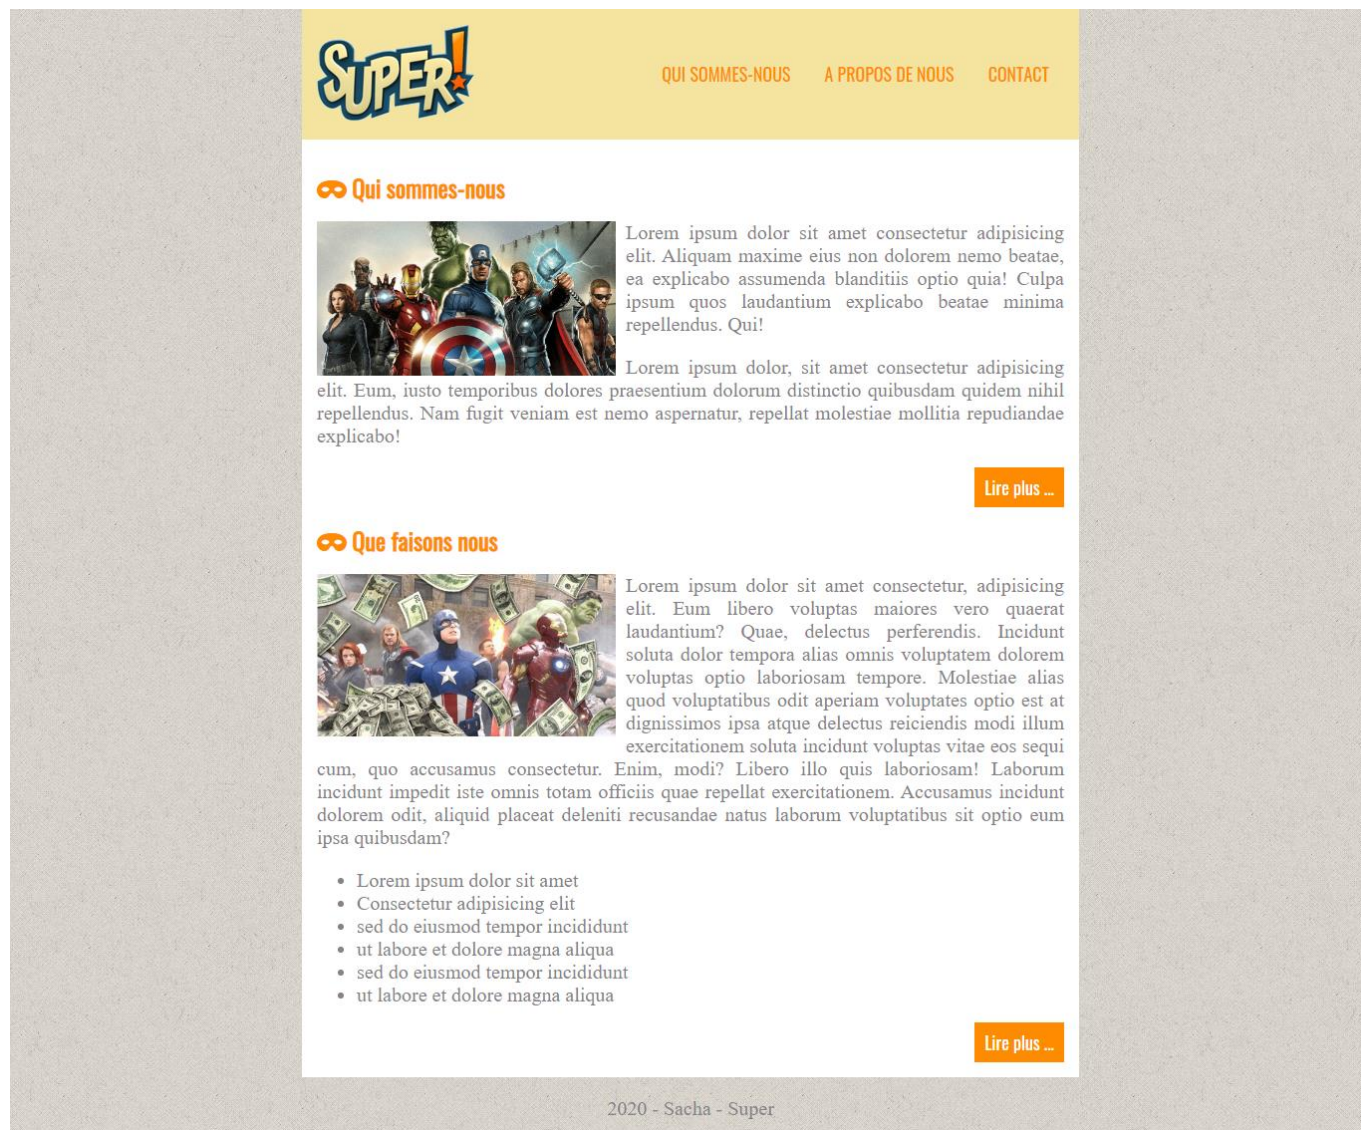 SUPER!
QUI SOMMES-NOUS A PROPOS DE NOUS CONTACT
Qui sommes-nous
Lorem ipsum dolor sit amet consectetur adipisicing
elit. Aliquam maxime eius non dolorem nemo beatae,
ea explicabo assumenda blanditiis optio quia! Culpa
ipsum quos laudantium explicabo beatae minima
repellendus. Qui!
Lorem ipsum dolor, sit amet consectetur adipisicing
elit. Eum, iusto temporibus dolores praesentium dolorum distinctio quibusdam quidem nihil
repellendus. Nam fugit veniam est nemo aspernatur, repellat molestiae mollitia repudiandae
explicabo!
Lire plus ...
Que faisons nous
Lorem ipsum dolor sit amet consectetur, adipisicing
elit. Eum libero voluptas maiores vero quaerat
laudantium? Quae, delectus perferendis. Incidunt
soluta dolor tempora alias omnis voluptatem dolorem
voluptas optio laboriosam tempore. Molestiae alias
quod voluptatibus odit aperiam voluptates optio est at
dignissimos ipsa atque delectus reiciendis modi illum
exercitationem soluta incidunt voluptas vitae eos sequi
cum, quo accusamus consectetur. Enim, modi? Libero illo quis laboriosam! Laborum
incidunt impedit iste omnis totam officiis quae repellat exercitationem. Accusamus incidunt
dolorem odit, aliquid placeat deleniti recusandae natus laborum voluptatibus sit optio eum
ipsa quibusdam?
• Lorem ipsum dolor sit amet
• Consectetur adipisicing elit
• sed do eiusmod tempor incididunt
• ut labore et dolore magna aliqua
• sed do eiusmod tempor incididunt
• ut labore et dolore magna aliqua
Lire plus ...
2020 - Sacha - Super